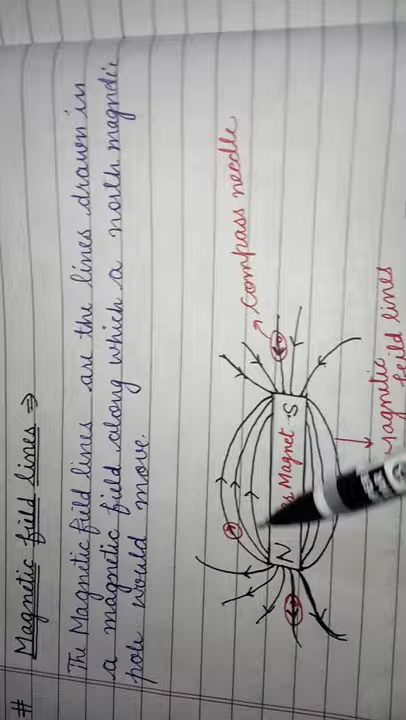 # Magnetic field lines ⇒
The Magnetic field lines are the lines drawn in
a magnetic field along which a north magnetic
pole would move.
compass needle
N Magnet S
Magnetic
feild lines